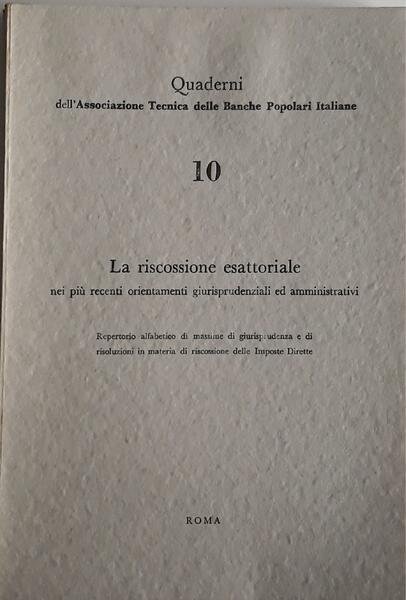 Quaderni
dell'Associazione Tecnica delle Banche Popolari Italiane
10
La riscossione esattoriale
nei più recenti orientamenti giurisprudenziali ed amministrativi
Repertorio alfabetico di massime di giurisprudenza e di
risoluzioni in materia di riscossione delle Imposte Dirette
ROMA